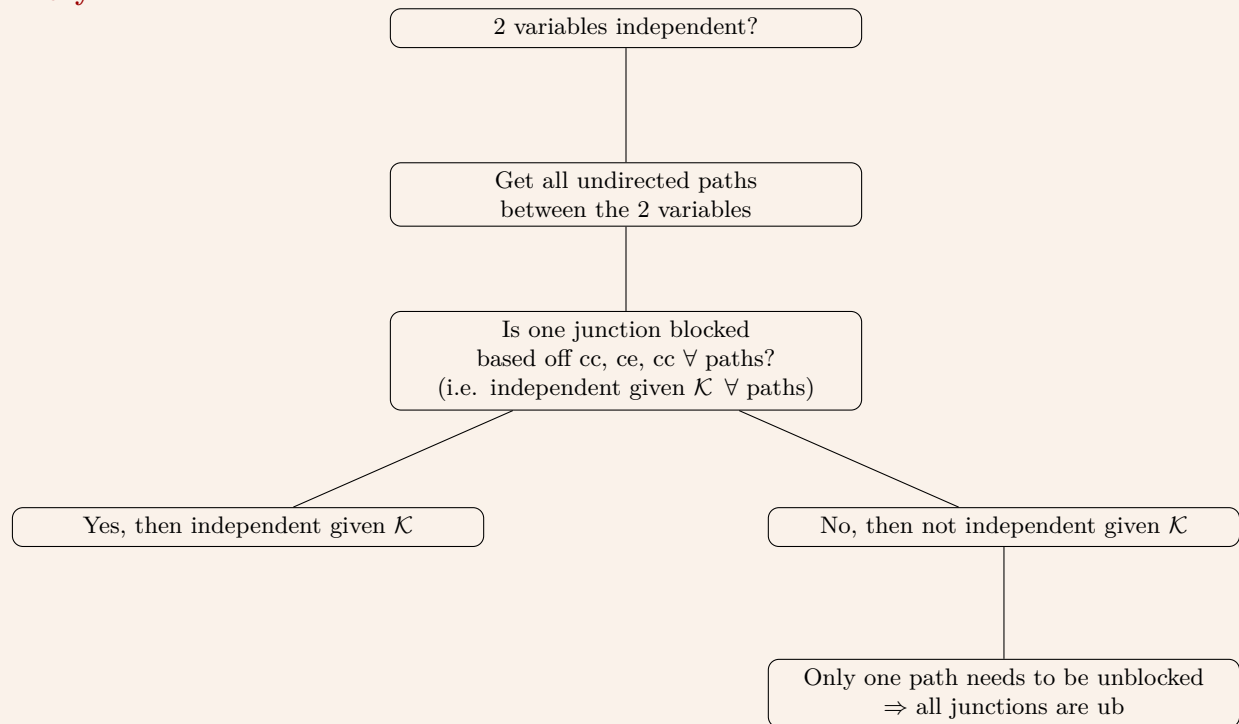 2 variables independent?
Get all undirected paths
between the 2 variables
Is one junction blocked
based off cc, ce, cc ∀ paths?
(i.e. independent given 𝒦 ∀ paths)
Yes, then independent given 𝒦
No, then not independent given 𝒦
Only one path needs to be unblocked
⇒ all junctions are ub